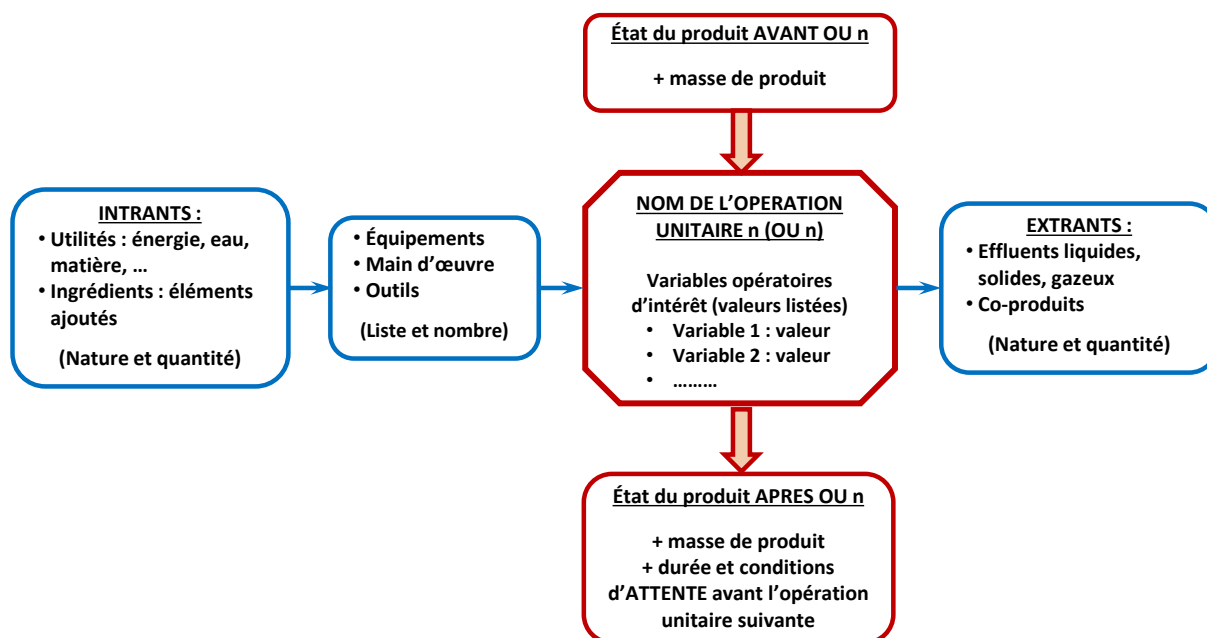 État du produit AVANT OU n
+ masse de produit
INTRANTS :
• Utilités : énergie, eau,
matière, …
• Ingrédients : éléments
ajoutés
(Nature et quantité)
• Équipements
• Main d’œuvre
• Outils
(Liste et nombre)
NOM DE L’OPERATION
UNITAIRE n (OU n)
Variables opératoires
d’intérêt (valeurs listées)
• Variable 1 : valeur
• Variable 2 : valeur
• ………
EXTRANTS :
• Effluents liquides,
solides, gazeux
• Co-produits
(Nature et quantité)
État du produit APRES OU n
+ masse de produit
+ durée et conditions
d’ATTENTE avant l’opération
unitaire suivante